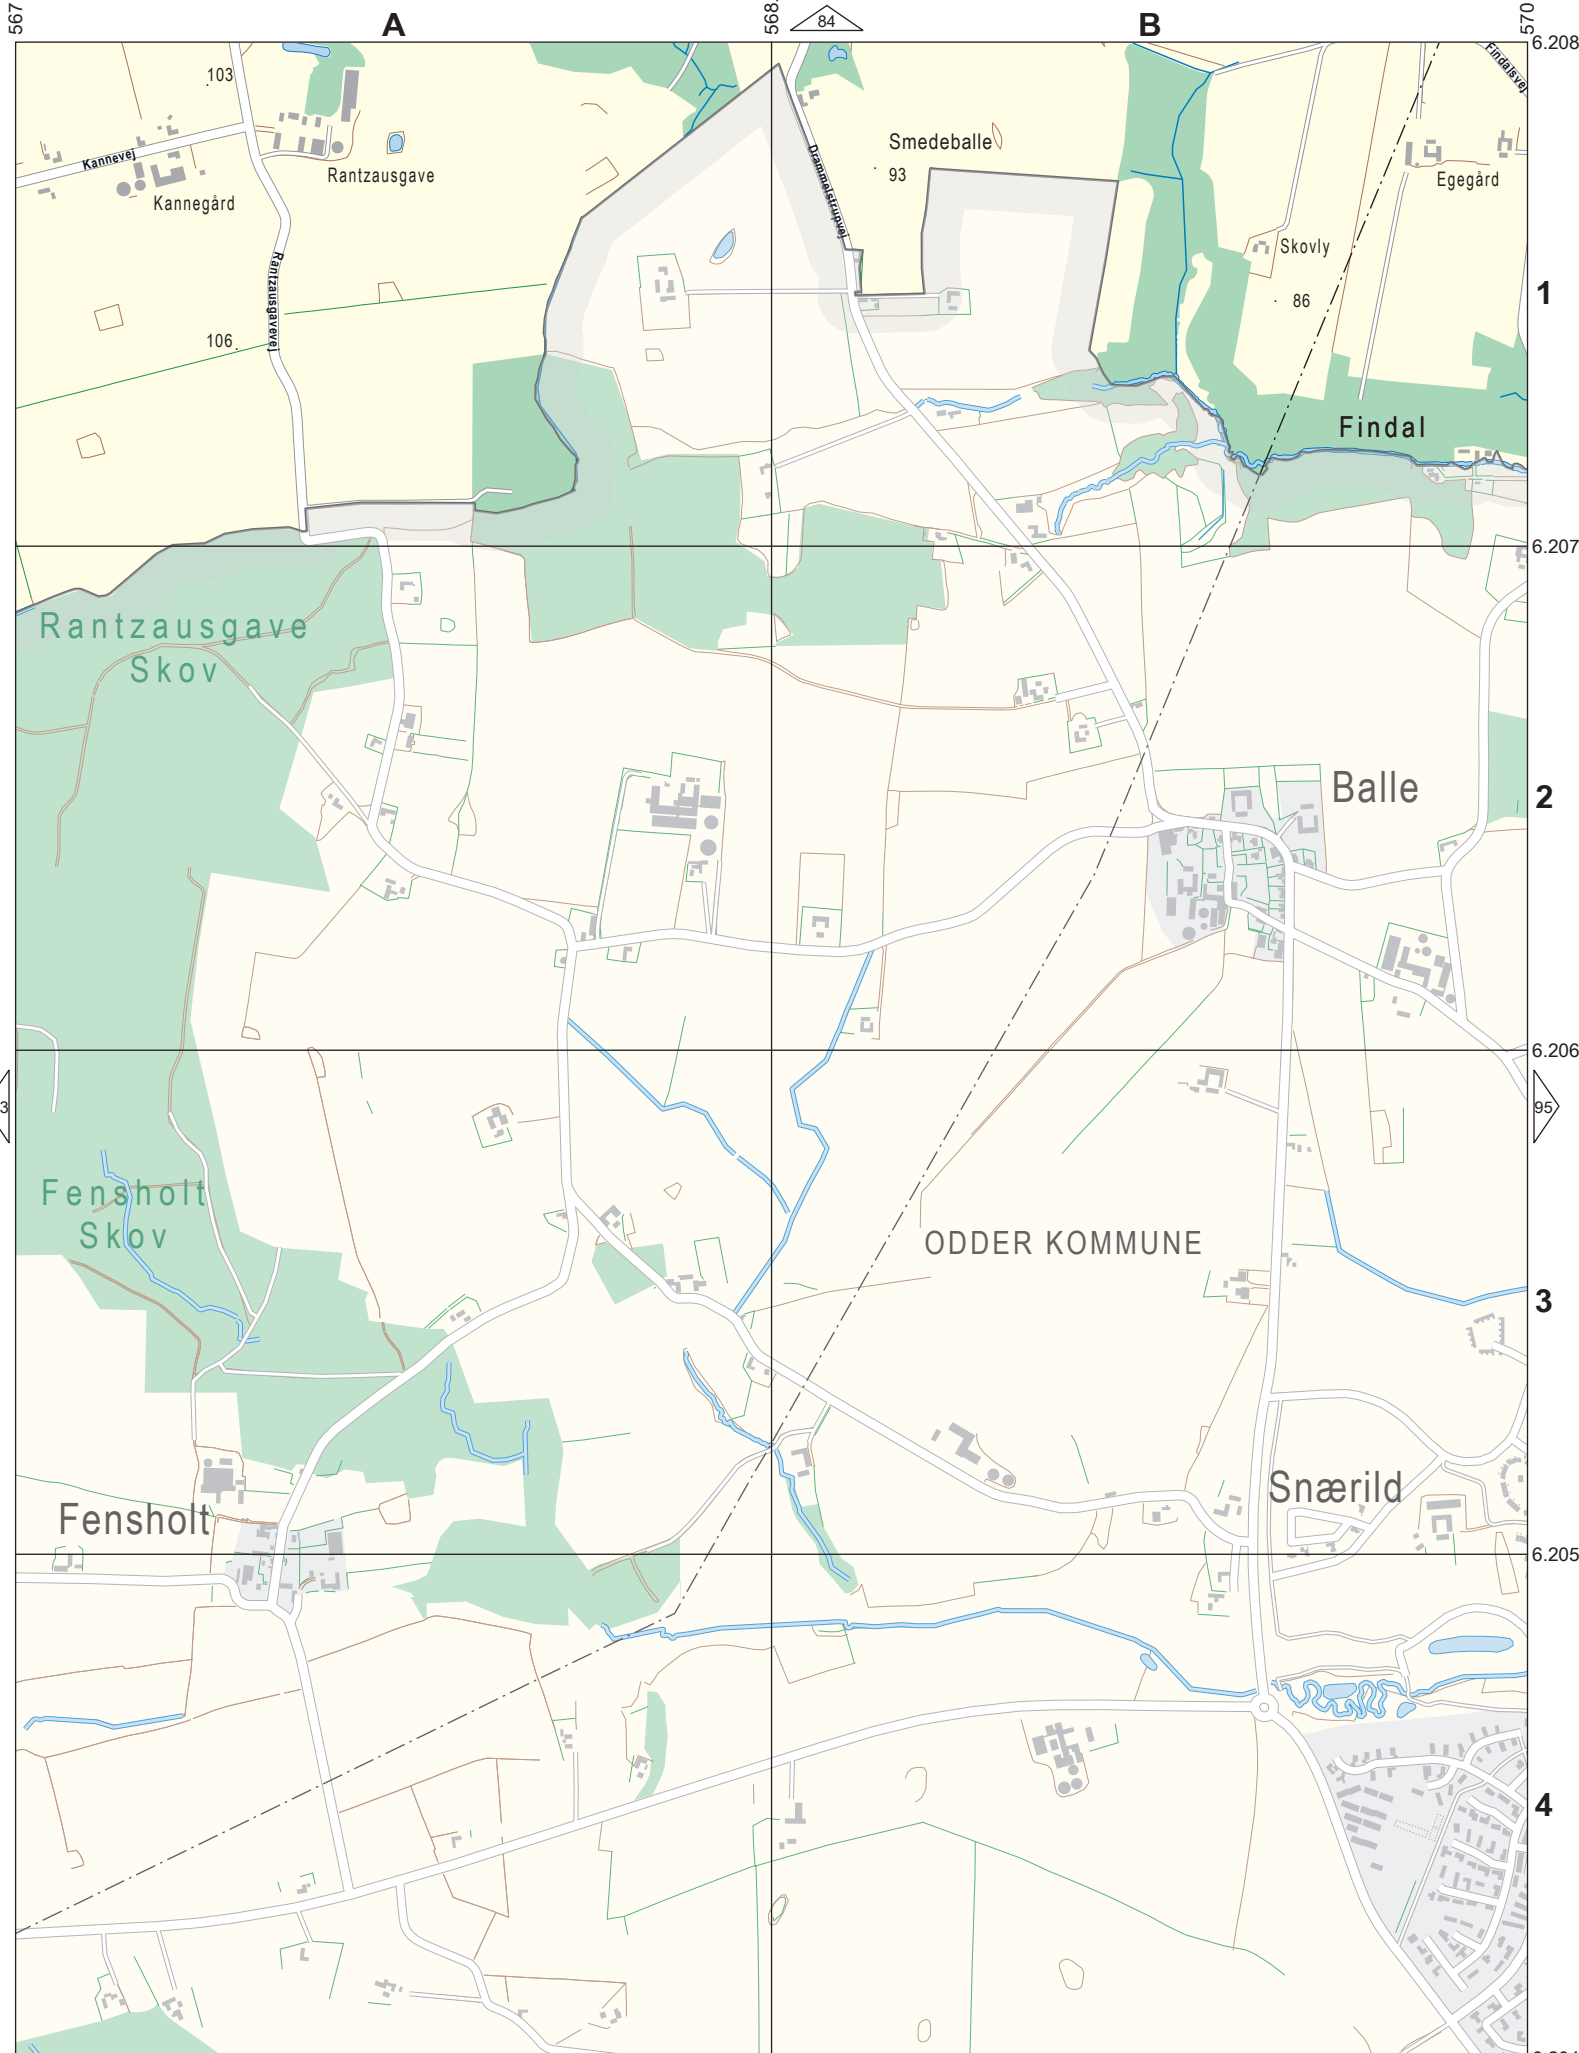 567
A
568.
84
B
570
6.208
103
Kannevej
Kannegård
Rantzausgave
Rantzausgavevej
106.
Smedeballe
93
Drammelstrupvej
Findalsvej
Egegård
Skovly
86
1
Findal
6.207
Rantzausgave
Skov
Balle
2
6.206
3
95
Fensholt
Skov
ODDER KOMMUNE
3
Snærild
Fensholt
6.205
4